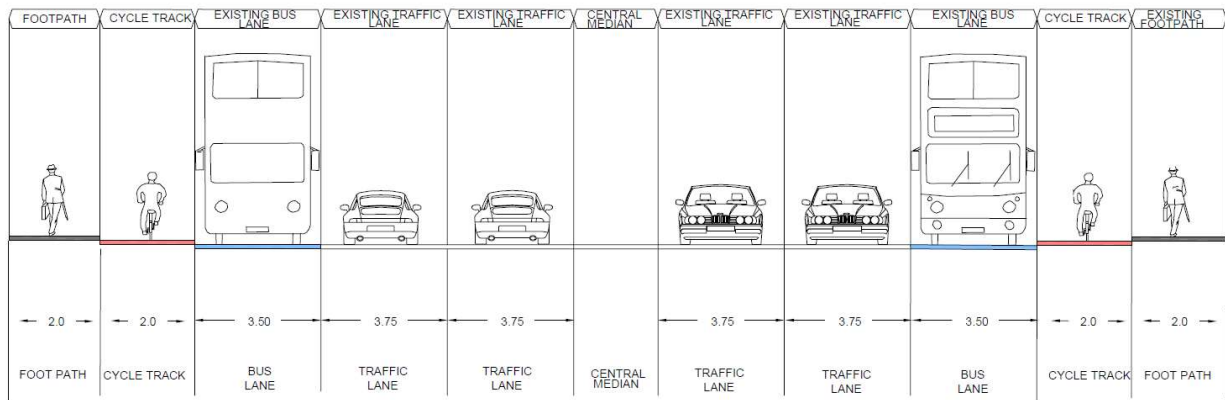 FOOTPATH
CYCLE TRACK
EXISTING BUS
LANE
EXISTING TRAFFIC
LANE
EXISTING TRAFFIC
LANE
CENTRAL
MEDIAN
EXISTING TRAFFIC
LANE
EXISTING TRAFFIC
LANE
EXISTING BUS
LANE
CYCLE TRACK
EXISTING
FOOTPATH
2.0
2.0
3.50
3.75
3.75
3.75
3.75
3.50
2.0
2.0
FOOT PATH
CYCLE TRACK
BUS
LANE
TRAFFIC
LANE
TRAFFIC
LANE
CENTRAL
MEDIAN
TRAFFIC
LANE
TRAFFIC
LANE
BUS
LANE
CYCLE TRACK
FOOT PATH